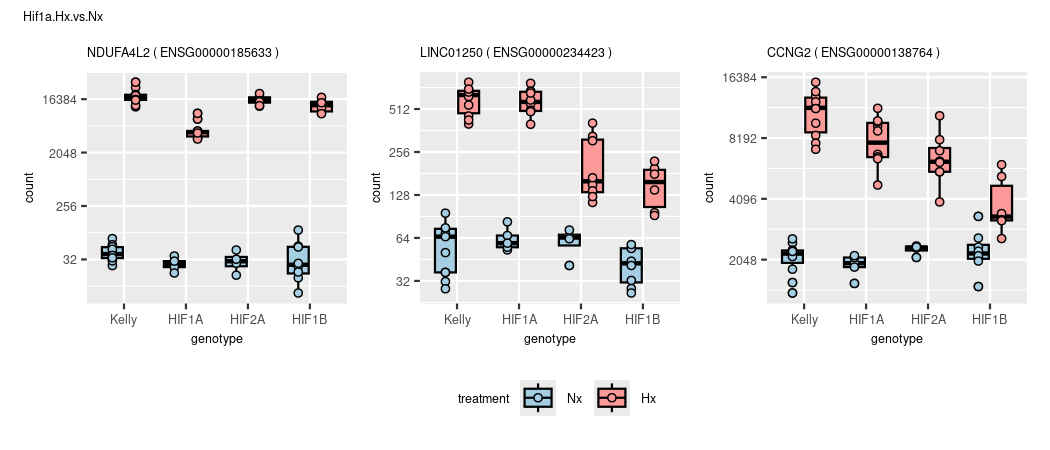 Hif1a.Hx.vs.Nx
NDUFA4L2 ( ENSG00000185633 )
count
16384
2048
256
32
Kelly HIF1A HIF2A HIF1B
genotype
LINC01250 ( ENSG00000234423 )
count
512
256
128
64
32
Kelly HIF1A HIF2A HIF1B
genotype
CCNG2 ( ENSG00000138764 )
count
16384
8192
4096
2048
Kelly HIF1A HIF2A HIF1B
genotype
treatment Nx Hx